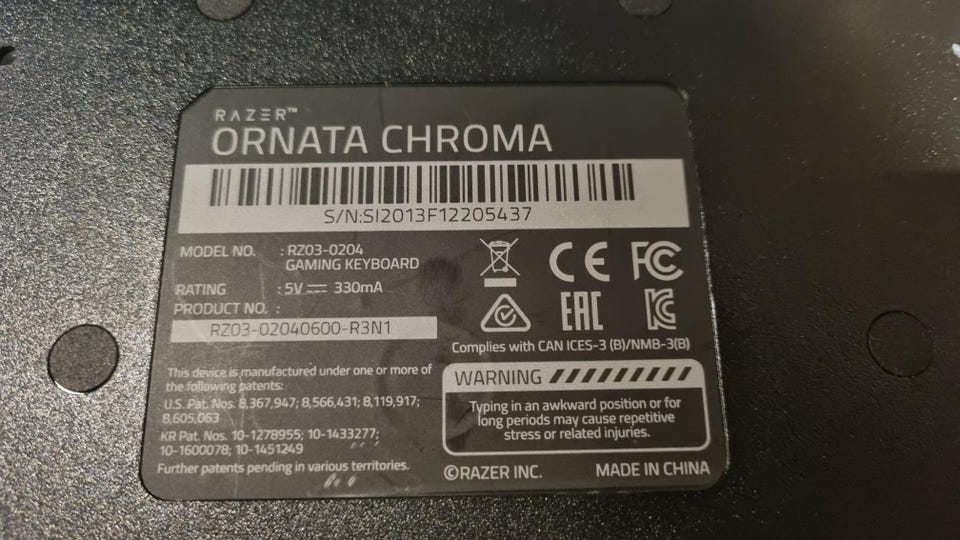 RAZER™
ORNATA CHROMA
S/N:SI2013F12205437
MODEL NO. : RZ03-0204
GAMING KEYBOARD
RATING : 5V 330mA
PRODUCT NO. :
RZ03-02040600-R3N1
This device is manufactured under one or more of
the following patents:
U.S. Pat. Nos. 8,367,947; 8,566,431; 8,119,917;
8,605,063
KR Pat. Nos. 10-1278955; 10-1433277;
10-1600078; 10-1451249
Further patents pending in various territories.
CE FC
EAC
Complies with CAN ICES-3 (B)/NMB-3(B)
WARNING
Typing in an awkward position or for
long periods may cause repetitive
stress or related injuries.
©RAZER INC. MADE IN CHINA